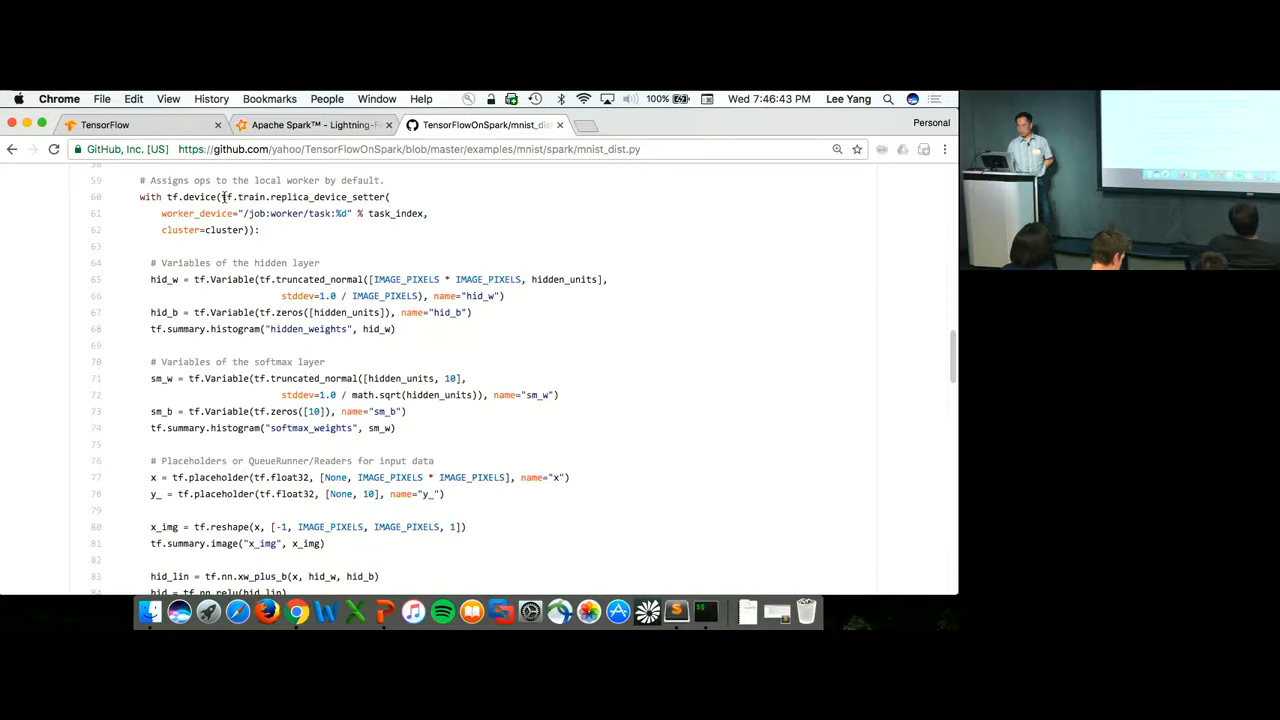 Chrome File Edit View History Bookmarks People Window Help 100% Wed 7:46:43 PM Lee Yang
TensorFlow × Apache Spark™ - Lightning-F × TensorFlowOnSpark/mnist_dis × Personal
GitHub, Inc. [US] https://github.com/yahoo/TensorFlowOnSpark/blob/master/examples/mnist/spark/mnist_dist.py
58
59 # Assigns ops to the local worker by default.
60 with tf.device(tf.train.replica_device_setter(
61 worker_device="/job:worker/task:%d" % task_index,
62 cluster=cluster)):
63
64 # Variables of the hidden layer
65 hid_w = tf.Variable(tf.truncated_normal([IMAGE_PIXELS * IMAGE_PIXELS, hidden_units],
66 stddev=1.0 / IMAGE_PIXELS), name="hid_w")
67 hid_b = tf.Variable(tf.zeros([hidden_units]), name="hid_b")
68 tf.summary.histogram("hidden_weights", hid_w)
69
70 # Variables of the softmax layer
71 sm_w = tf.Variable(tf.truncated_normal([hidden_units, 10],
72 stddev=1.0 / math.sqrt(hidden_units)), name="sm_w")
73 sm_b = tf.Variable(tf.zeros([10]), name="sm_b")
74 tf.summary.histogram("softmax_weights", sm_w)
75
76 # Placeholders or QueueRunner/Readers for input data
77 x = tf.placeholder(tf.float32, [None, IMAGE_PIXELS * IMAGE_PIXELS], name="x")
78 y_ = tf.placeholder(tf.float32, [None, 10], name="y_")
79
80 x_img = tf.reshape(x, [-1, IMAGE_PIXELS, IMAGE_PIXELS, 1])
81 tf.summary.image("x_img", x_img)
82
83 hid_lin = tf.nn.xw_plus_b(x, hid_w, hid_b)
84 hid = tf.nn.relu(hid_lin)